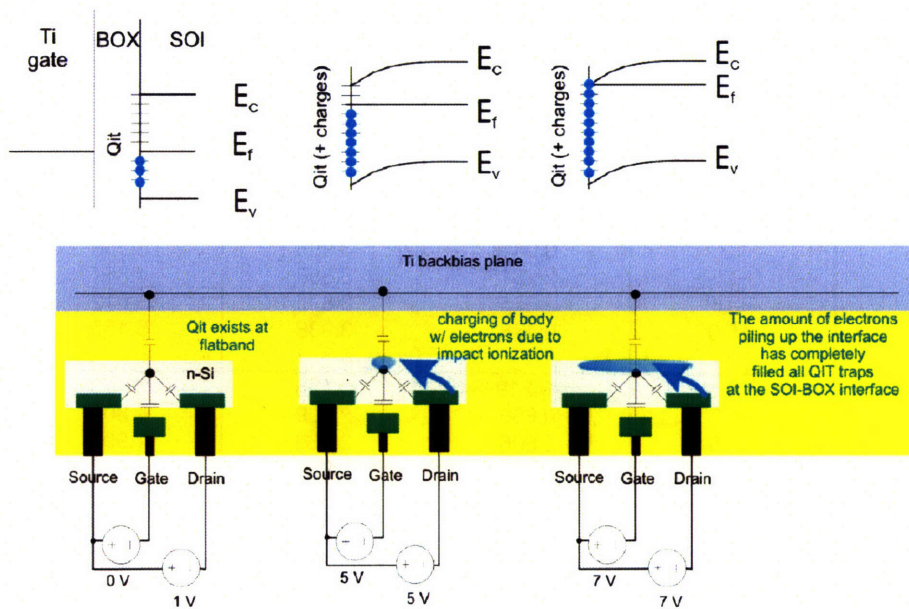 Ti gate
BOX
SOI
Qit
Ec
Ef
Ev
Qit (+ charges)
Ec
Ef
Ev
Qit (+ charges)
Ec
Ef
Ev
Ti backbias plane
Qit exists at
flatband
n-Si
charging of body
w/ electrons due to
impact ionization
The amount of electrons
piling up the interface
has completely
filled all QIT traps
at the SOI-BOX interface
Source
Gate
Drain
Source
Gate
Drain
Source
Gate
Drain
+ -
+ -
0 V
1 V
5 V
5 V
7 V
7 V